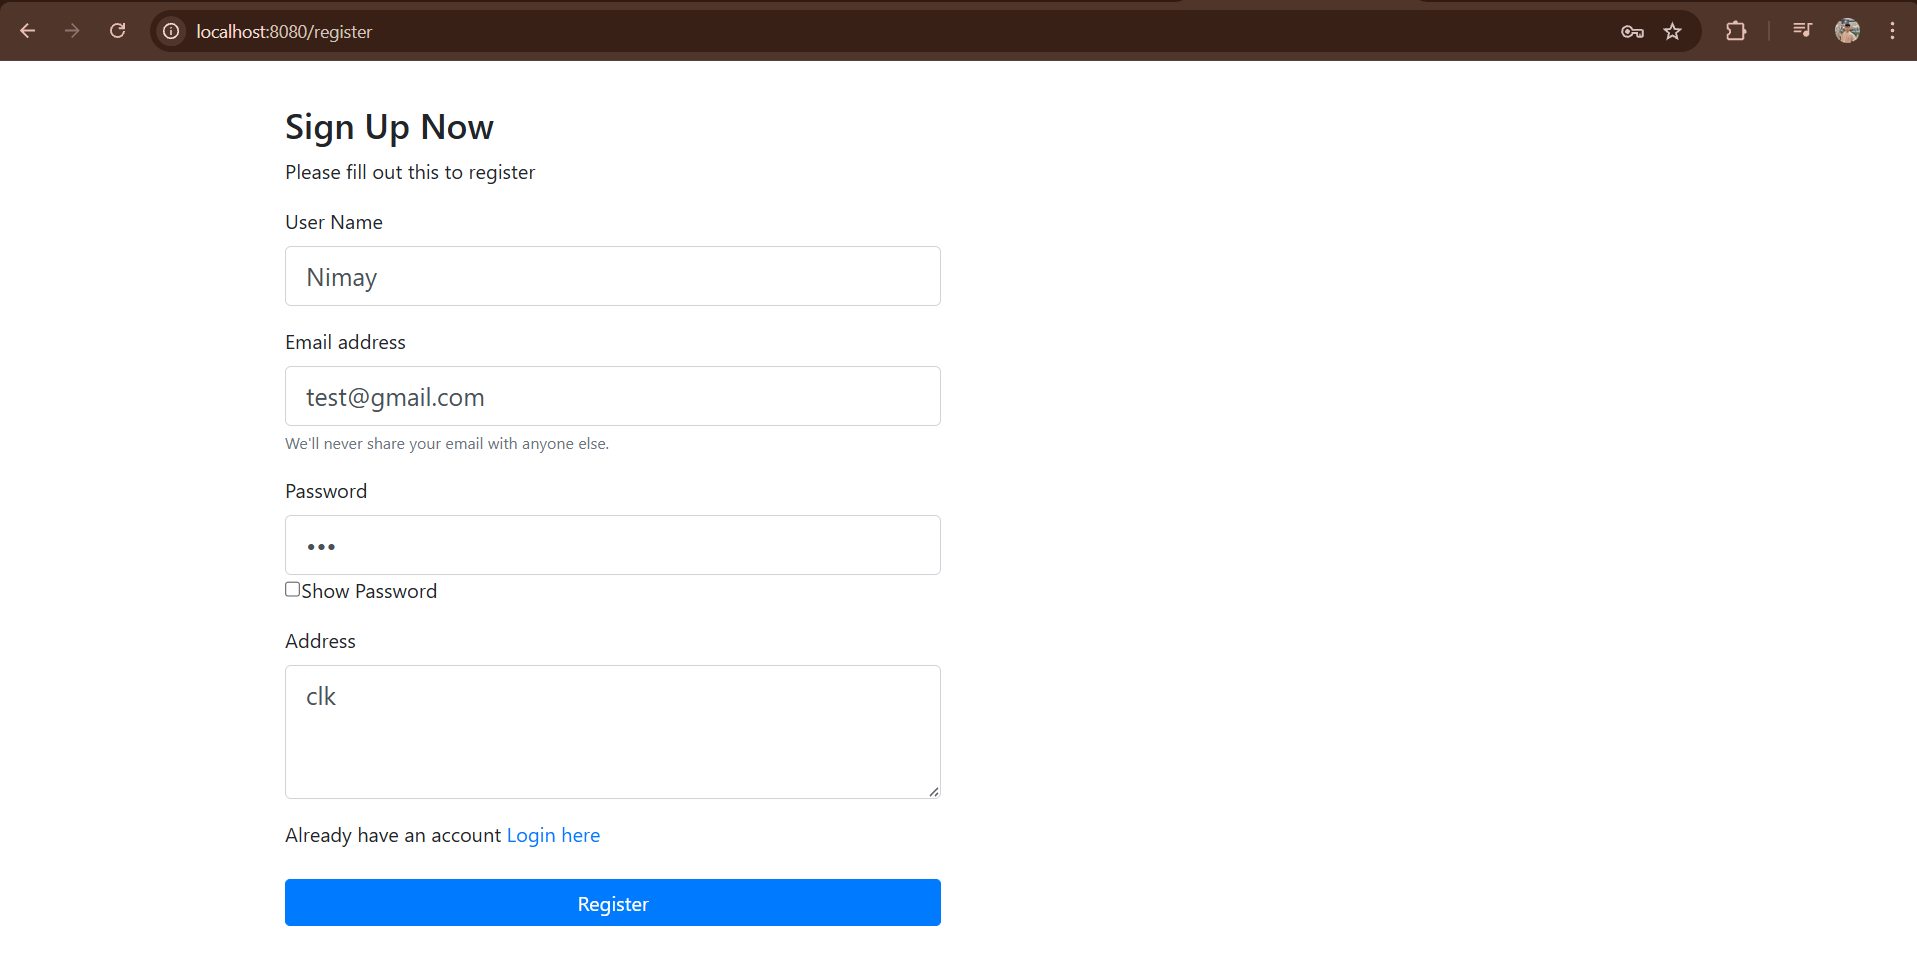 localhost:8080/register
Sign Up Now
Please fill out this to register
User Name
Nimay
Email address
test@gmail.com
We'll never share your email with anyone else.
Password
•••
Show Password
Address
clk
Already have an account Login here
Register